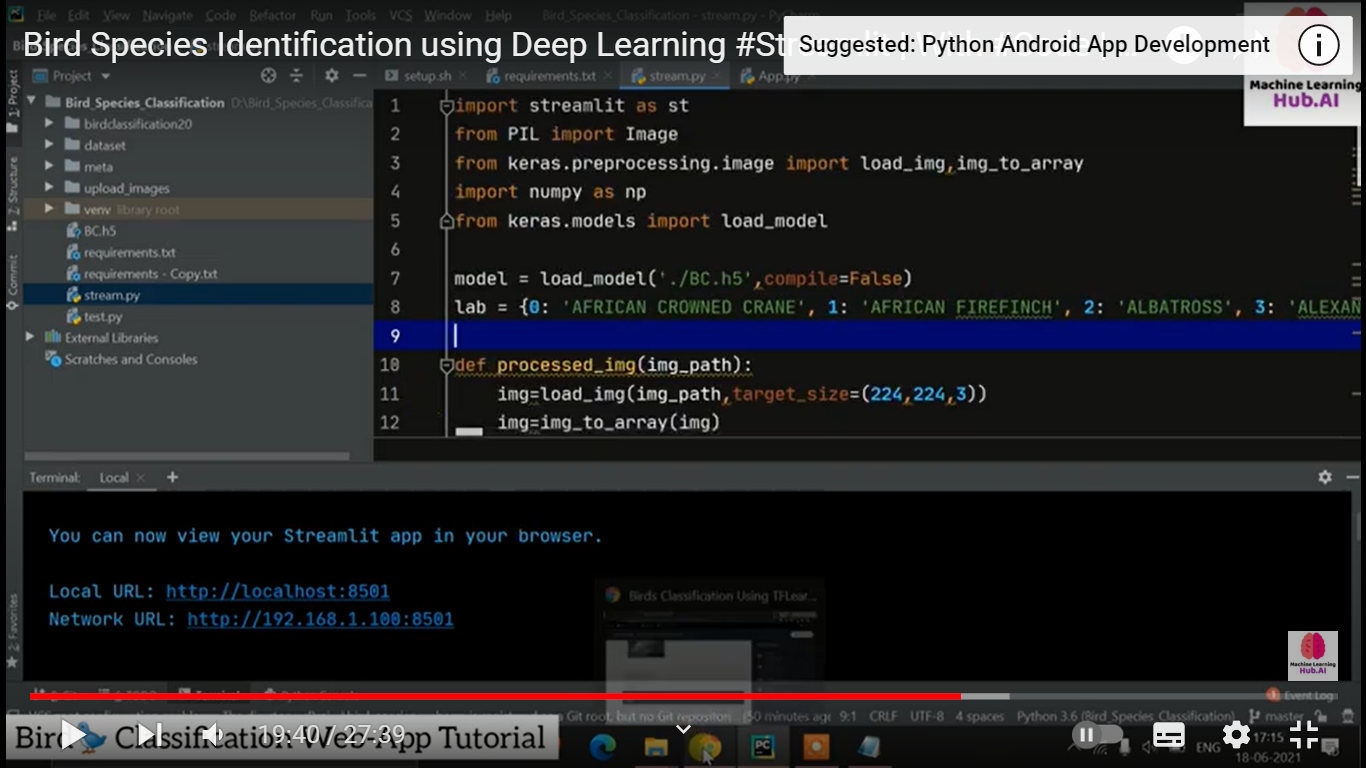 File Edit View Navigate Code Refactor Run Tools VCS Window Help Bird_Species_Classification - stream.py - PyCharm
Bird Species Identification using Deep Learning
Suggested: Python Android App Development
Machine Learning
Hub.AI
Project
setup.sh
requirements.txt
stream.py
App.py
1: Project
Z: Structure
Commit
2: Favorites
Bird_Species_Classification D:\Bird_Species_Classifica
birdclassification20
dataset
meta
upload_images
venv library root
BC.h5
requirements.txt
requirements - Copy.txt
stream.py
test.py
External Libraries
Scratches and Consoles
1 import streamlit as st
2 from PIL import Image
3 from keras.preprocessing.image import load_img,img_to_array
4 import numpy as np
5 from keras.models import load_model
6
7 model = load_model('./BC.h5',compile=False)
8 lab = {0: 'AFRICAN CROWNED CRANE', 1: 'AFRICAN FIREFINCH', 2: 'ALBATROSS', 3: 'ALEXAN
9
10 def processed_img(img_path):
11 img=load_img(img_path,target_size=(224,224,3))
12 img=img_to_array(img)
Terminal: Local +
You can now view your Streamlit app in your browser.
Local URL: http://localhost:8501
Network URL: http://192.168.1.100:8501
Birds Classification Using TFLear...
Machine Learning
Hub.AI
Event Log
Git root, but no Git repositori 9:1 CRLF UTF-8 4 spaces Python 3.6 (Bird_Species_Classification) master
Bird Classification Web App Tutorial
19:40 / 27:39
PC
ENG
17:15
18-06-2021